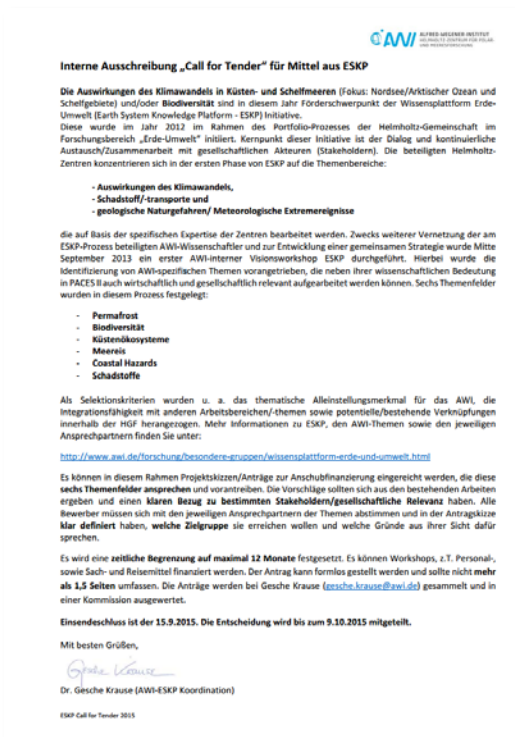 AWI ALFRED-WEGENER-INSTITUT
HELMHOLTZ-ZENTRUM FÜR POLAR-
UND MEERESFORSCHUNG
Interne Ausschreibung „Call for Tender" für Mittel aus ESKP
Die Auswirkungen des Klimawandels in Küsten- und Schelfmeeren (Fokus: Nordsee/Arktischer Ozean und
Schelfgebiete) und/oder Biodiversität sind in diesem Jahr Förderschwerpunkt der Wissensplattform Erde-
Umwelt (Earth System Knowledge Platform - ESKP) Initiative.
Diese wurde im Jahr 2012 im Rahmen des Portfolio-Prozesses der Helmholtz-Gemeinschaft im
Forschungsbereich „Erde-Umwelt" initiiert. Kernpunkt dieser Initiative ist der Dialog und kontinuierliche
Austausch/Zusammenarbeit mit gesellschaftlichen Akteuren (Stakeholdern). Die beteiligten Helmholtz-
Zentren konzentrieren sich in der ersten Phase von ESKP auf die Themenbereiche:
- Auswirkungen des Klimawandels,
- Schadstoff/-transporte und
- geologische Naturgefahren/ Meteorologische Extremereignisse
die auf Basis der spezifischen Expertise der Zentren bearbeitet werden. Zwecks weiterer Vernetzung der am
ESKP-Prozess beteiligten AWI-Wissenschaftler und zur Entwicklung einer gemeinsamen Strategie wurde Mitte
September 2013 ein erster AWI-interner Visionsworkshop ESKP durchgeführt. Hierbei wurde die
Identifizierung von AWI-spezifischen Themen vorangetrieben, die neben ihrer wissenschaftlichen Bedeutung
in PACES II auch wirtschaftlich und gesellschaftlich relevant aufgearbeitet werden können. Sechs Themenfelder
wurden in diesem Prozess festgelegt:
- Permafrost
- Biodiversität
- Küstenökosysteme
- Meereis
- Coastal Hazards
- Schadstoffe
Als Selektionskriterien wurden u. a. das thematische Alleinstellungsmerkmal für das AWI, die
Integrationsfähigkeit mit anderen Arbeitsbereichen/-themen sowie potentielle/bestehende Verknüpfungen
innerhalb der HGF herangezogen. Mehr Informationen zu ESKP, den AWI-Themen sowie den jeweiligen
Ansprechpartnern finden Sie unter:
http://www.awi.de/forschung/besondere-gruppen/wissensplattform-erde-und-umwelt.html
Es können in diesem Rahmen Projektskizzen/Anträge zur Anschubfinanzierung eingereicht werden, die diese
sechs Themenfelder ansprechen und vorantreiben. Die Vorschläge sollten sich aus den bestehenden Arbeiten
ergeben und einen klaren Bezug zu bestimmten Stakeholdern/gesellschaftliche Relevanz haben. Alle
Bewerber müssen sich mit den jeweiligen Ansprechpartnern der Themen abstimmen und in der Antragskizze
klar definiert haben, welche Zielgruppe sie erreichen wollen und welche Gründe aus ihrer Sicht dafür
sprechen.
Es wird eine zeitliche Begrenzung auf maximal 12 Monate festgesetzt. Es können Workshops, z.T. Personal-,
sowie Sach- und Reisemittel finanziert werden. Der Antrag kann formlos gestellt werden und sollte nicht mehr
als 1,5 Seiten umfassen. Die Anträge werden bei Gesche Krause (gesche.krause@awi.de) gesammelt und in
einer Kommission ausgewertet.
Einsendeschluss ist der 15.9.2015. Die Entscheidung wird bis zum 9.10.2015 mitgeteilt.
Mit besten Grüßen,
Gesche Krause
Dr. Gesche Krause (AWI-ESKP Koordination)
ESKP Call for Tender 2015